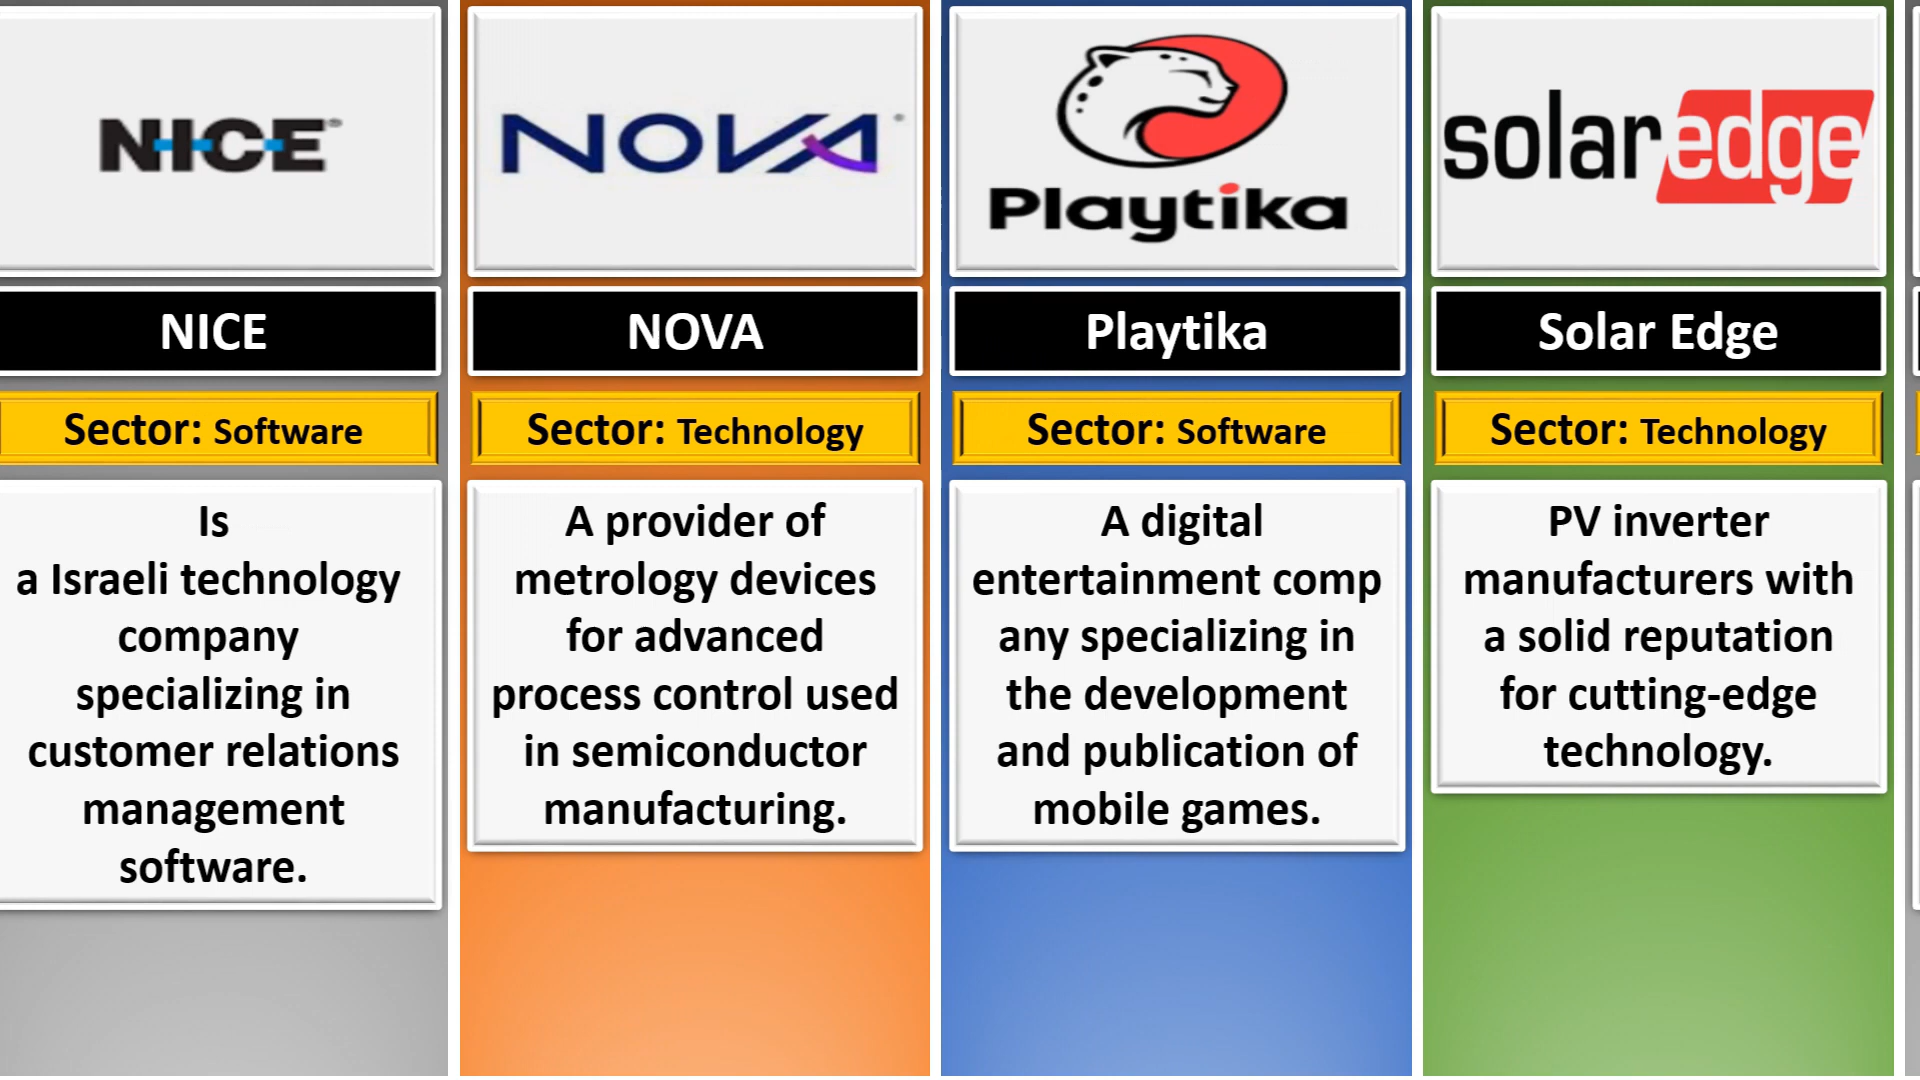 NICE
NICE
Sector: Software
Is
a Israeli technology
company
specializing in
customer relations
management
software.
NOVA
NOVA
Sector: Technology
A provider of
metrology devices
for advanced
process control used
in semiconductor
manufacturing.
Playtika
Playtika
Sector: Software
A digital
entertainment comp
any specializing in
the development
and publication of
mobile games.
solaredge
Solar Edge
Sector: Technology
PV inverter
manufacturers with
a solid reputation
for cutting-edge
technology.